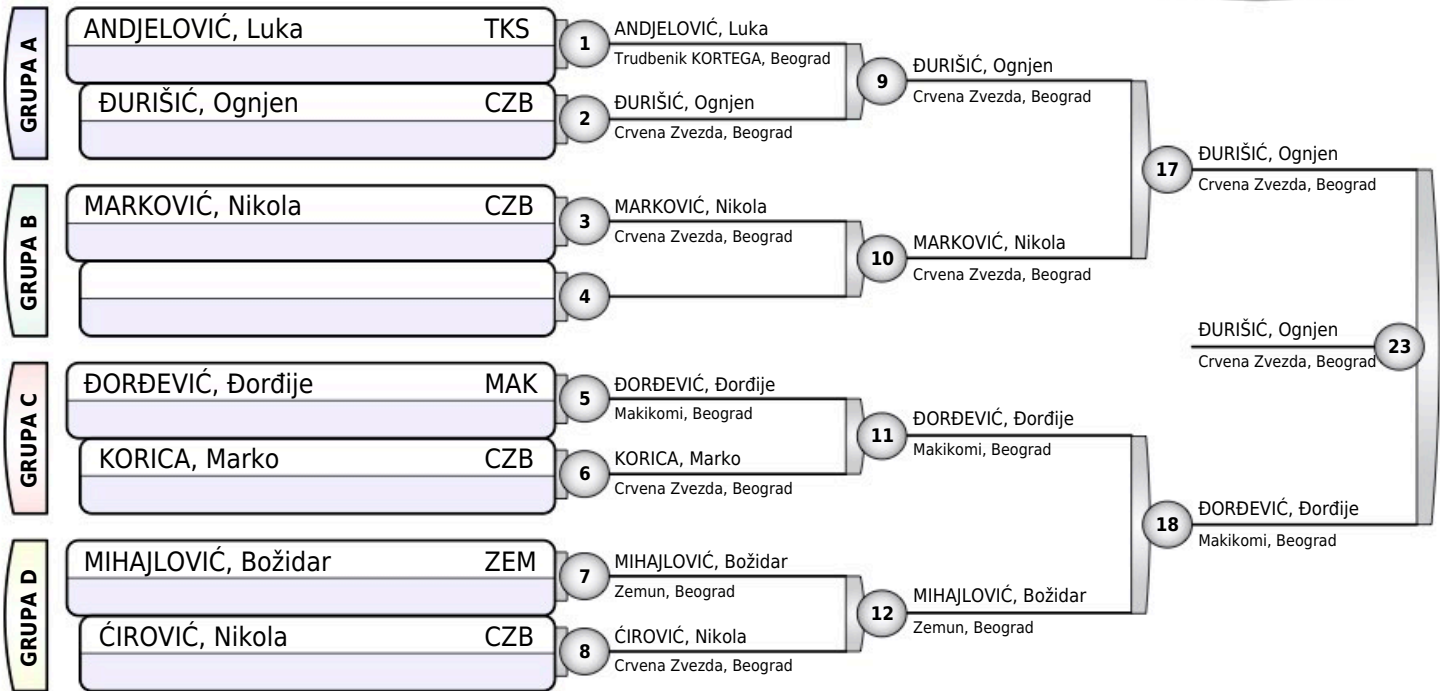 GRUPA A
ANDJELOVIĆ, Luka TKS
ĐURIŠIĆ, Ognjen CZB
1
ANDJELOVIĆ, Luka
Trudbenik KORTEGA, Beograd
2
ĐURIŠIĆ, Ognjen
Crvena Zvezda, Beograd
9
ĐURIŠIĆ, Ognjen
Crvena Zvezda, Beograd
GRUPA B
MARKOVIĆ, Nikola CZB
3
MARKOVIĆ, Nikola
Crvena Zvezda, Beograd
4
10
MARKOVIĆ, Nikola
Crvena Zvezda, Beograd
17
ĐURIŠIĆ, Ognjen
Crvena Zvezda, Beograd
GRUPA C
ĐORĐEVIĆ, Đorđije MAK
KORICA, Marko CZB
5
ĐORĐEVIĆ, Đorđije
Makikomi, Beograd
6
KORICA, Marko
Crvena Zvezda, Beograd
11
ĐORĐEVIĆ, Đorđije
Makikomi, Beograd
GRUPA D
MIHAJLOVIĆ, Božidar ZEM
ĆIROVIĆ, Nikola CZB
7
MIHAJLOVIĆ, Božidar
Zemun, Beograd
8
ĆIROVIĆ, Nikola
Crvena Zvezda, Beograd
12
MIHAJLOVIĆ, Božidar
Zemun, Beograd
18
ĐORĐEVIĆ, Đorđije
Makikomi, Beograd
ĐURIŠIĆ, Ognjen
Crvena Zvezda, Beograd
23